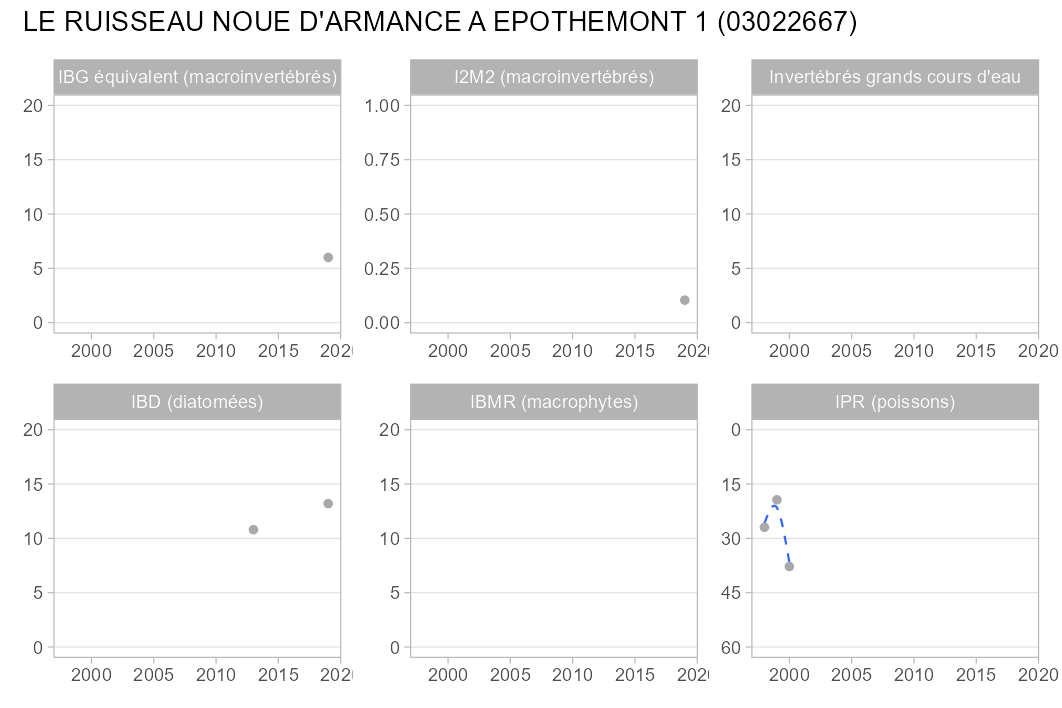 LE RUISSEAU NOUE D'ARMANCE A EPOTHEMONT 1 (03022667)
IBG équivalent (macroinvertébrés)
I2M2 (macroinvertébrés)
Invertébrés grands cours d'eau
20
15
10
5
0
1.00
0.75
0.50
0.25
0.00
20
15
10
5
0
2000 2005 2010 2015 202
2000 2005 2010 2015 202
2000 2005 2010 2015 2020
IBD (diatomées)
IBMR (macrophytes)
IPR (poissons)
20
15
10
5
0
20
15
10
5
0
0
15
30
45
60
2000 2005 2010 2015 202
2000 2005 2010 2015 202
2000 2005 2010 2015 2020